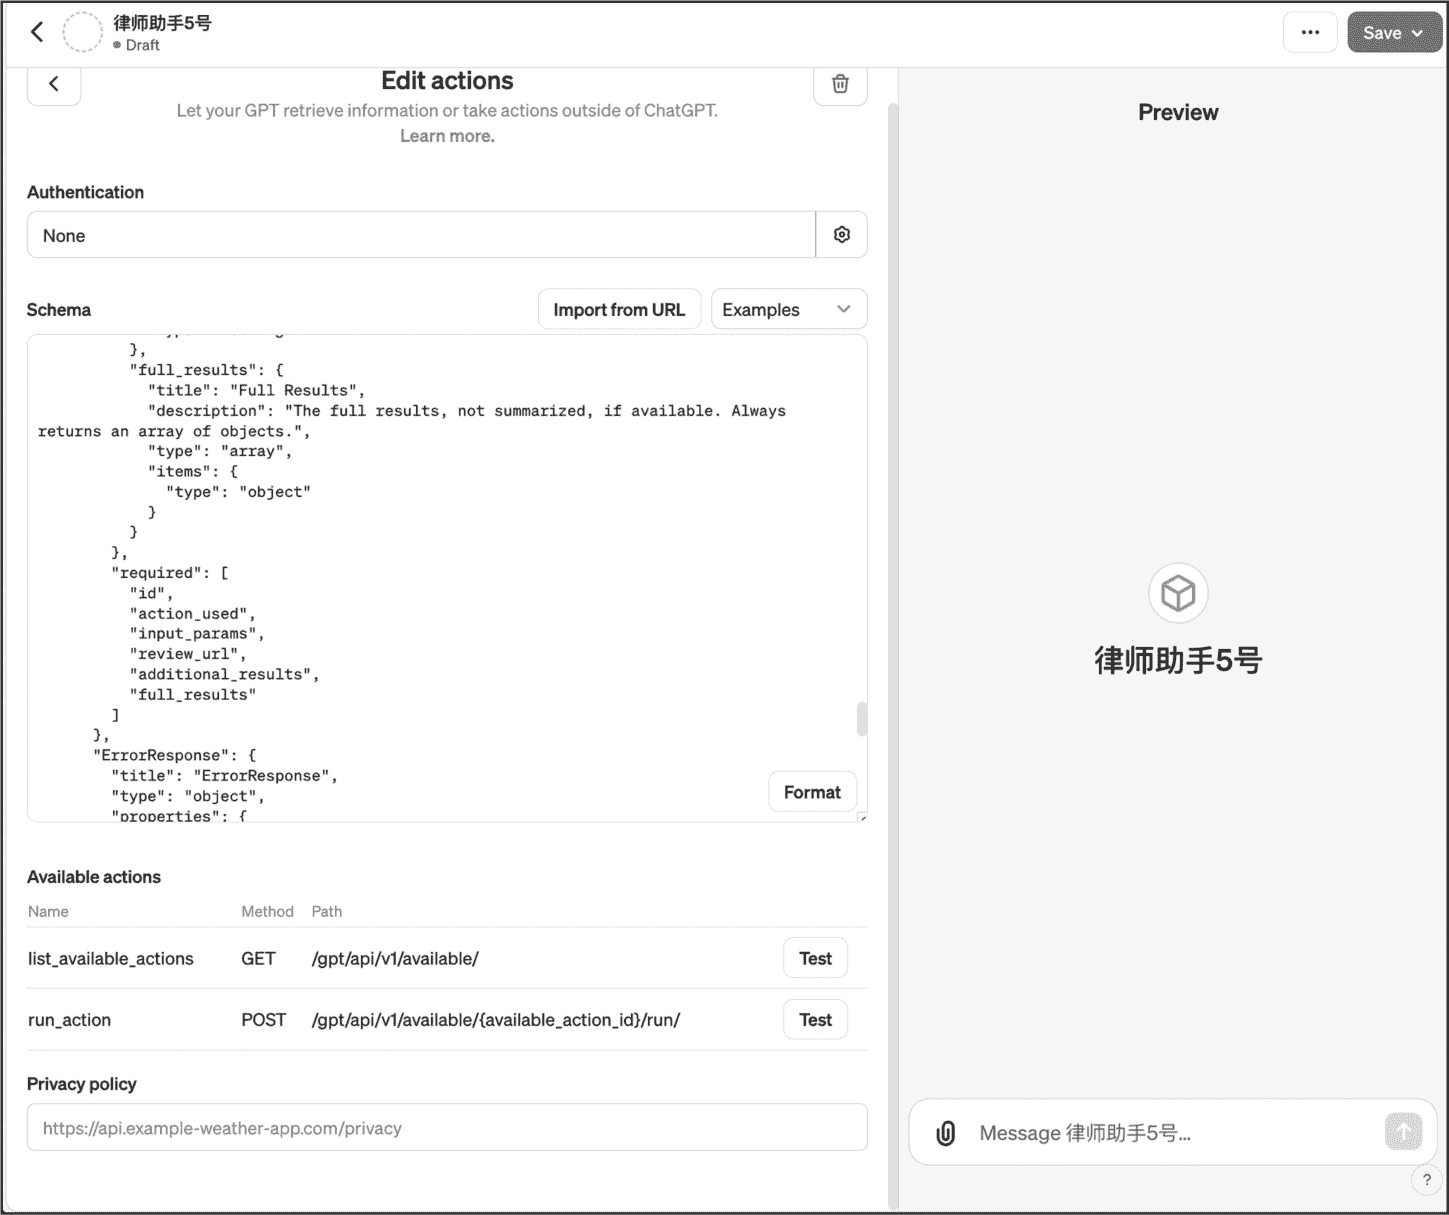 律师助手5号
Draft
...
Save
Edit actions
Let your GPT retrieve information or take actions outside of ChatGPT.
Learn more.
Authentication
None
Schema
Import from URL
Examples
},
"full_results": {
"title": "Full Results",
"description": "The full results, not summarized, if available. Always
returns an array of objects.",
"type": "array",
"items": {
"type": "object"
}
}
},
"required": [
"id",
"action_used",
"input_params",
"review_url",
"additional_results",
"full_results"
]
},
"ErrorResponse": {
"title": "ErrorResponse",
"type": "object",
"properties": {
Format
Available actions
Name Method Path
list_available_actions GET /gpt/api/v1/available/ Test
run_action POST /gpt/api/v1/available/{available_action_id}/run/ Test
Privacy policy
https://api.example-weather-app.com/privacy
Preview
律师助手5号
Message 律师助手5号...
?